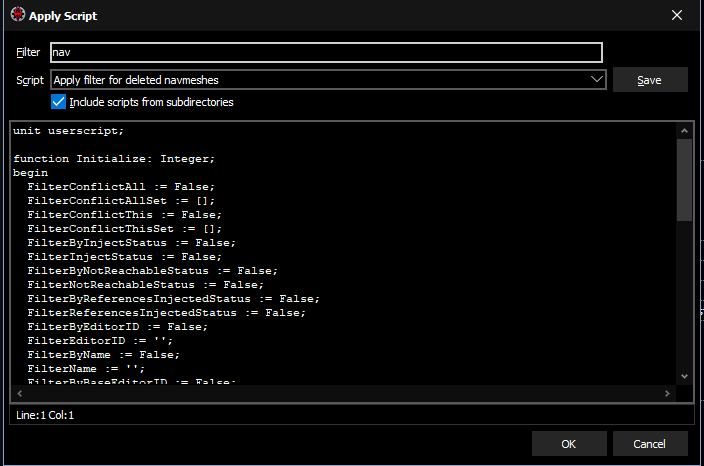 Apply Script
Filter nav
Script Apply filter for deleted navmeshes Save
Include scripts from subdirectories
unit userscript;
function Initialize: Integer;
begin
  FilterConflictAll := False;
  FilterConflictAllSet := [];
  FilterConflictThis := False;
  FilterConflictThisSet := [];
  FilterByInjectStatus := False;
  FilterInjectStatus := False;
  FilterByNotReachableStatus := False;
  FilterNotReachableStatus := False;
  FilterByReferencesInjectedStatus := False;
  FilterReferencesInjectedStatus := False;
  FilterByEditorID := False;
  FilterEditorID := '';
  FilterByName := False;
  FilterName := '';
  FilterByBaseEditorID := False;
Line:1 Col:1
OK Cancel